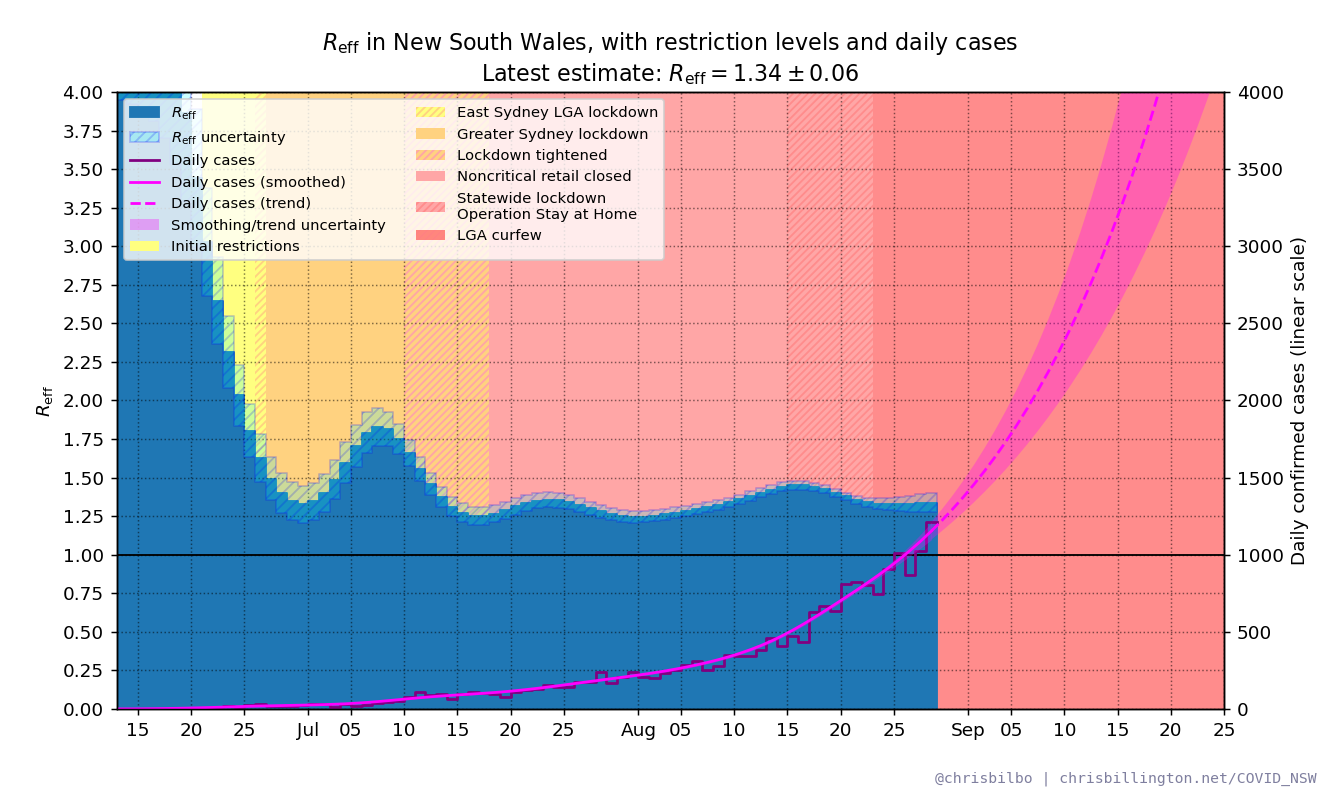 R_eff in New South Wales, with restriction levels and daily cases
Latest estimate: R_eff = 1.34 ± 0.06
R_eff
R_eff uncertainty
Daily cases
Daily cases (smoothed)
Daily cases (trend)
Smoothing/trend uncertainty
Initial restrictions
East Sydney LGA lockdown
Greater Sydney lockdown
Lockdown tightened
Noncritical retail closed
Statewide lockdown
Operation Stay at Home
LGA curfew
R_eff
4.00
3.75
3.50
3.25
3.00
2.75
2.50
2.25
2.00
1.75
1.50
1.25
1.00
0.75
0.50
0.25
0.00
4000
3500
3000
2500
2000
1500
1000
500
0
Daily confirmed cases (linear scale)
15 20 25 Jul 05 10 15 20 25 Aug 05 10 15 20 25 Sep 05 10 15 20 25
@chrisbilbo | chrisbillington.net/COVID_NSW